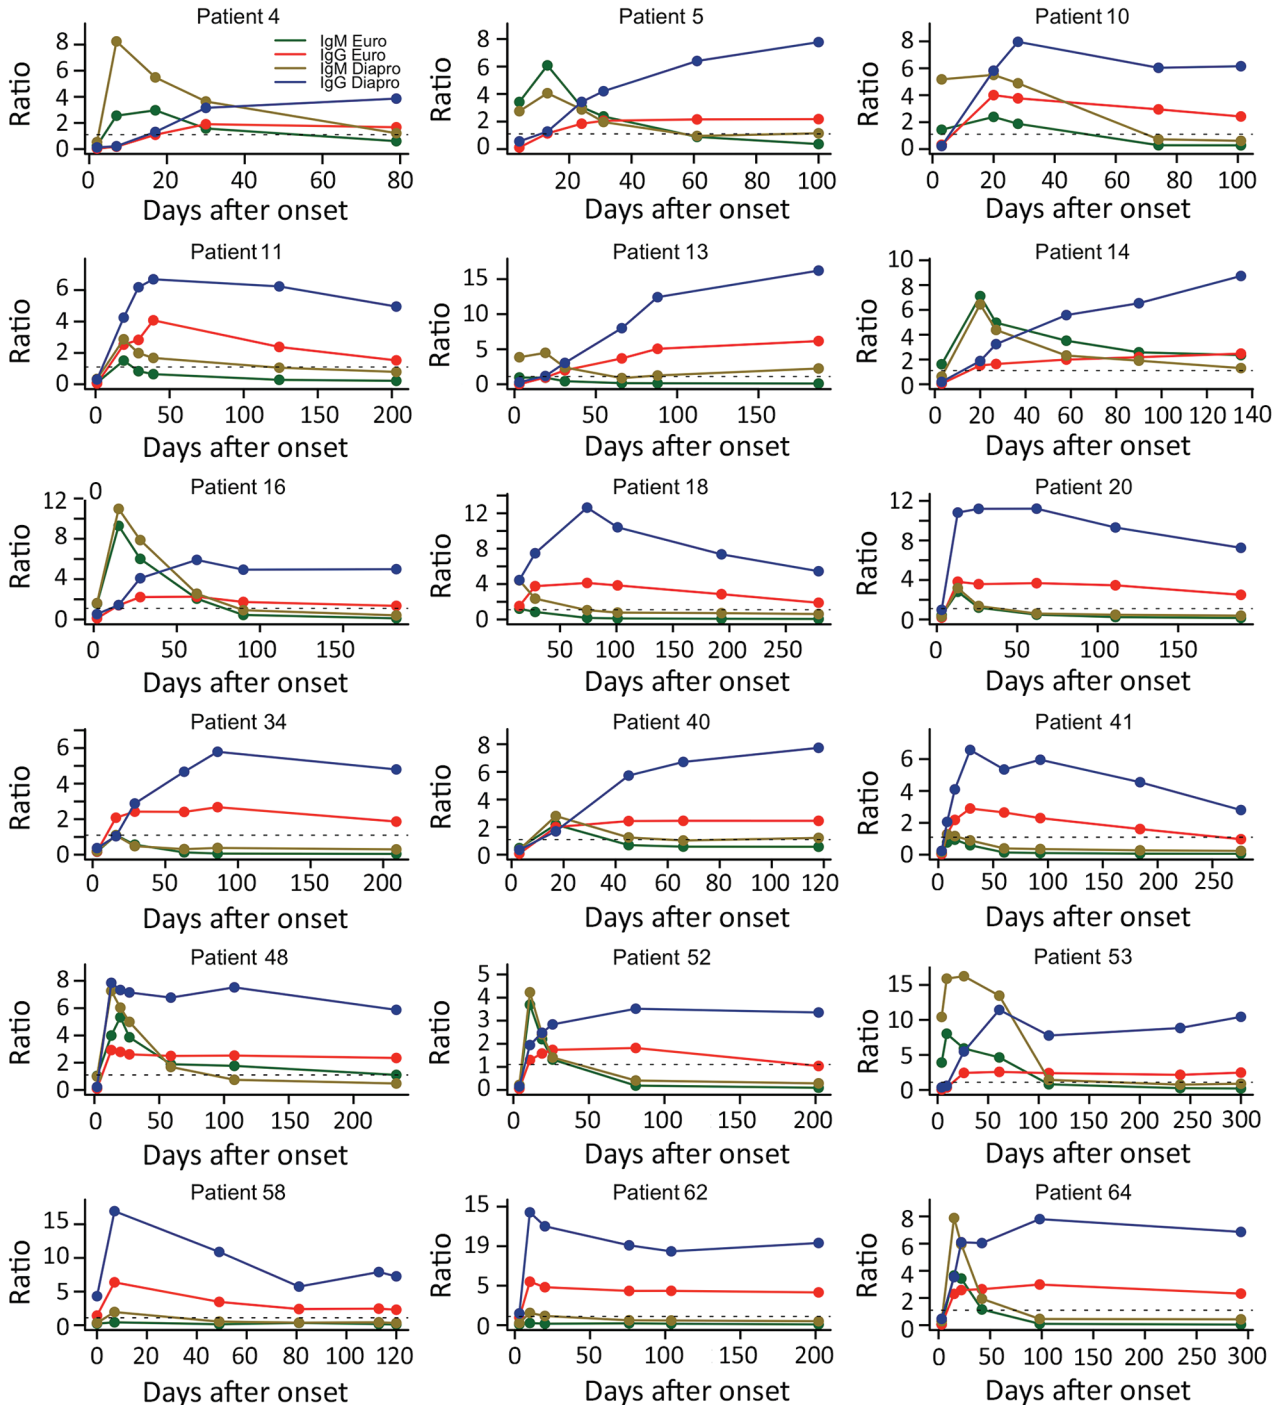 Patient 4
Patient 5
Patient 10
IgM Euro
IgG Euro
IgM Diapro
IgG Diapro
Ratio
8
6
4
2
0
0 20 40 60 80
Days after onset
Ratio
8
6
4
2
0
20 40 60 80 100
Days after onset
Ratio
8
6
4
2
0
0 20 40 60 80 100
Days after onset
Patient 11
Patient 13
Patient 14
Ratio
6
4
2
0
0 50 100 150 200
Days after onset
Ratio
15
10
5
0
0 50 100 150
Days after onset
Ratio
10
8
6
4
2
0
0 20 40 60 80 100 120 140
Days after onset
Patient 16
Patient 18
Patient 20
Ratio
0
12
8
4
0
0 50 100 150
Days after onset
Ratio
12
8
4
0
50 100 150 200 250
Days after onset
Ratio
12
8
4
0
0 50 100 150
Days after onset
Patient 34
Patient 40
Patient 41
Ratio
6
4
2
0
0 50 100 150 200
Days after onset
Ratio
8
6
4
2
0
0 20 40 60 80 100 120
Days after onset
Ratio
6
4
2
0
0 50 100 150 200 250
Days after onset
Patient 48
Patient 52
Patient 53
Ratio
8
6
4
2
0
0 50 100 150 200
Days after onset
Ratio
5
4
3
2
1
0
0 50 100 150 200
Days after onset
Ratio
15
10
5
0
0 50 100 150 200 250 300
Days after onset
Patient 58
Patient 62
Patient 64
Ratio
15
10
5
0
0 20 40 60 80 100 120
Days after onset
Ratio
15
19
5
0
0 50 100 150 200
Days after onset
Ratio
8
6
4
2
0
0 50 100 150 200 250 300
Days after onset